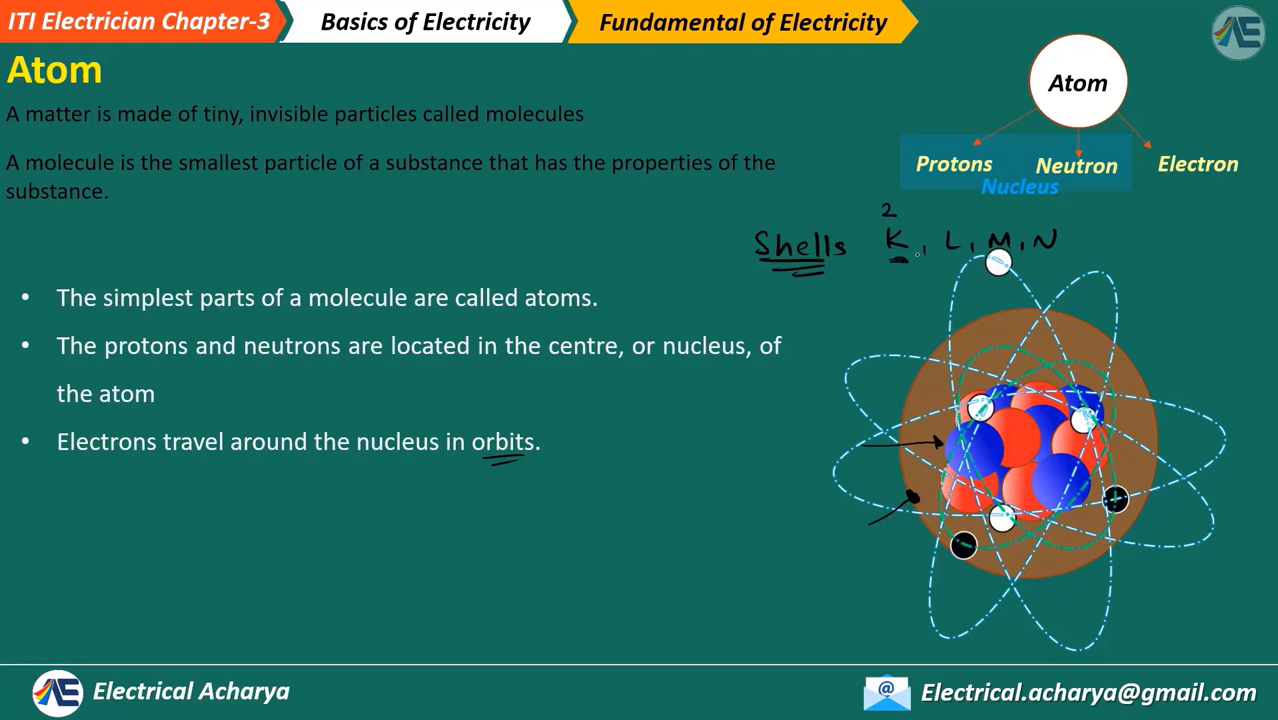 ITI Electrician Chapter-3
Basics of Electricity
Fundamental of Electricity
Atom
A matter is made of tiny, invisible particles called molecules
A molecule is the smallest particle of a substance that has the properties of the
substance.
Atom
Protons
Neutron
Electron
Nucleus
2
Shells K, L, M, N
• The simplest parts of a molecule are called atoms.
• The protons and neutrons are located in the centre, or nucleus, of
the atom
• Electrons travel around the nucleus in orbits.
Electrical Acharya
Electrical.acharya@gmail.com